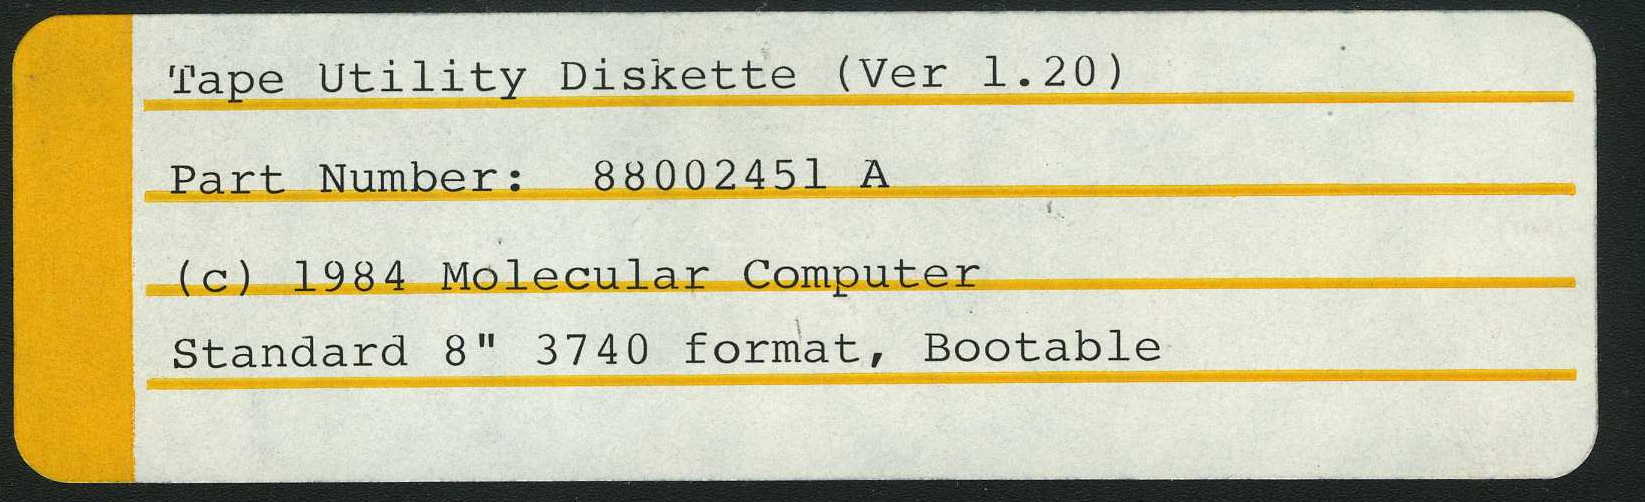 Tape Utility Diskette (Ver 1.20)
Part Number:  88002451 A
(c) 1984 Molecular Computer
Standard 8" 3740 format, Bootable